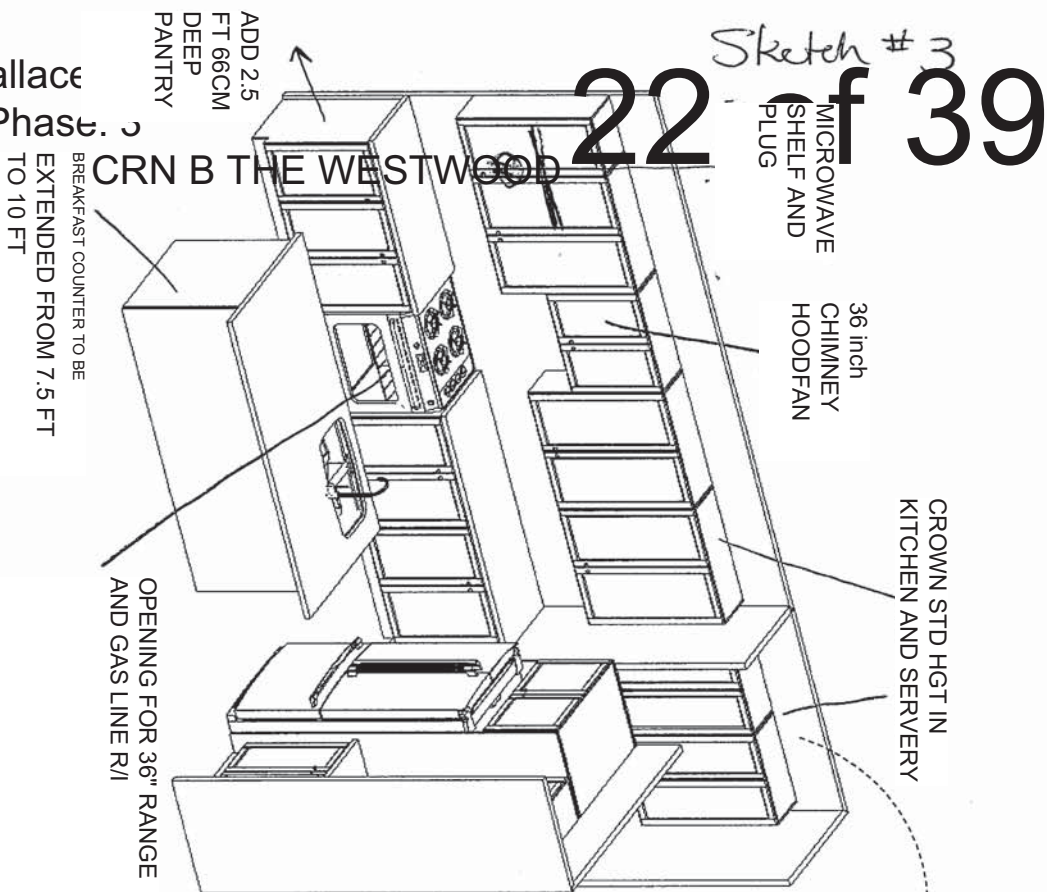 Sketch #3
22 of 39
allace
Phase: 3
CRN B THE WESTWOOD
ADD 2.5
FT 66CM
DEEP
PANTRY
MICROWAVE
SHELF AND
PLUG
BREAKFAST COUNTER TO BE
EXTENDED FROM 7.5 FT
TO 10 FT
36 inch
CHIMNEY
HOODFAN
CROWN STD HGT IN
KITCHEN AND SERVERY
OPENING FOR 36" RANGE
AND GAS LINE R/I